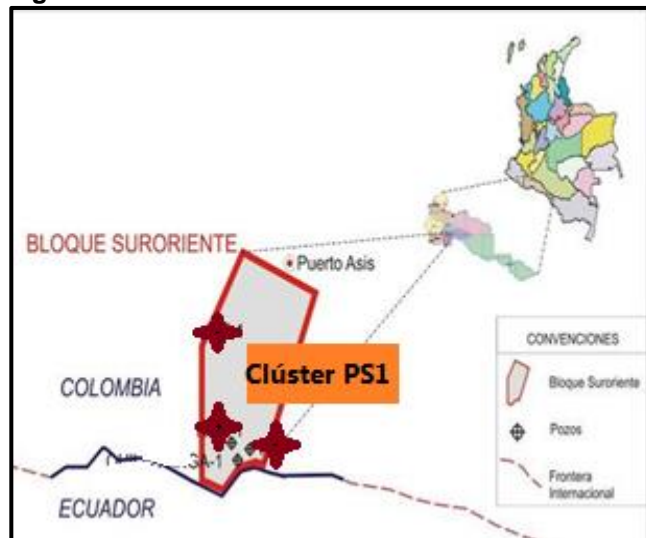 BLOQUE SURORIENTE
Puerto Asis
Clúster PS1
COLOMBIA
ECUADOR
CONVENCIONES
Bloque Suroriente
Pozos
Frontera
Internacional